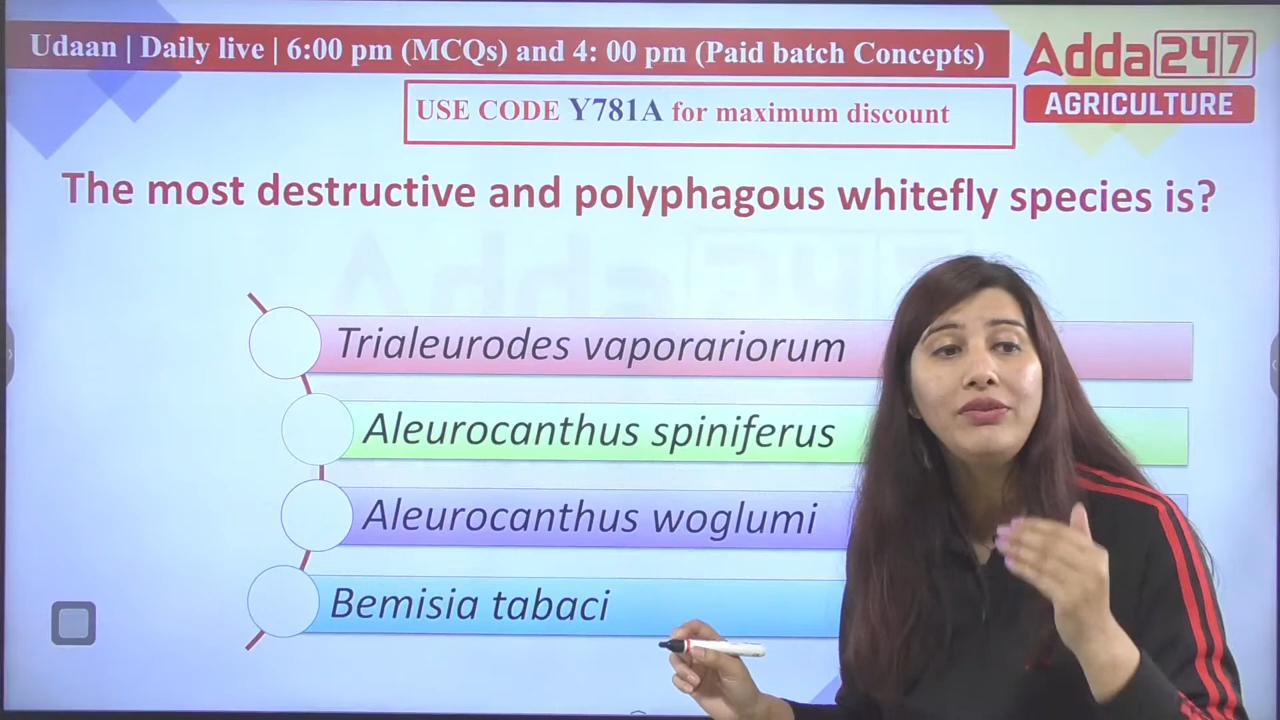 Udaan | Daily live | 6:00 pm (MCQs) and 4: 00 pm (Paid batch Concepts)
Adda247
AGRICULTURE
USE CODE Y781A for maximum discount
The most destructive and polyphagous whitefly species is?
Trialeurodes vaporariorum
Aleurocanthus spiniferus
Aleurocanthus woglumi
Bemisia tabaci